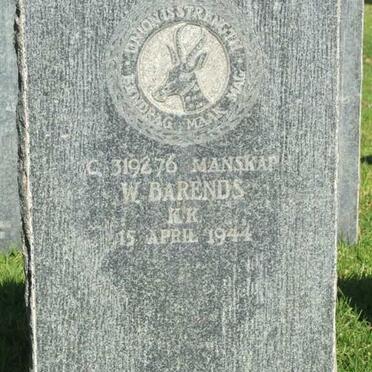 UNION IS STRENGTH
EENDRAG MAAK MAG
C 319276 MANSKAP
W. BARENDS
K.K.
15 APRIL 1944